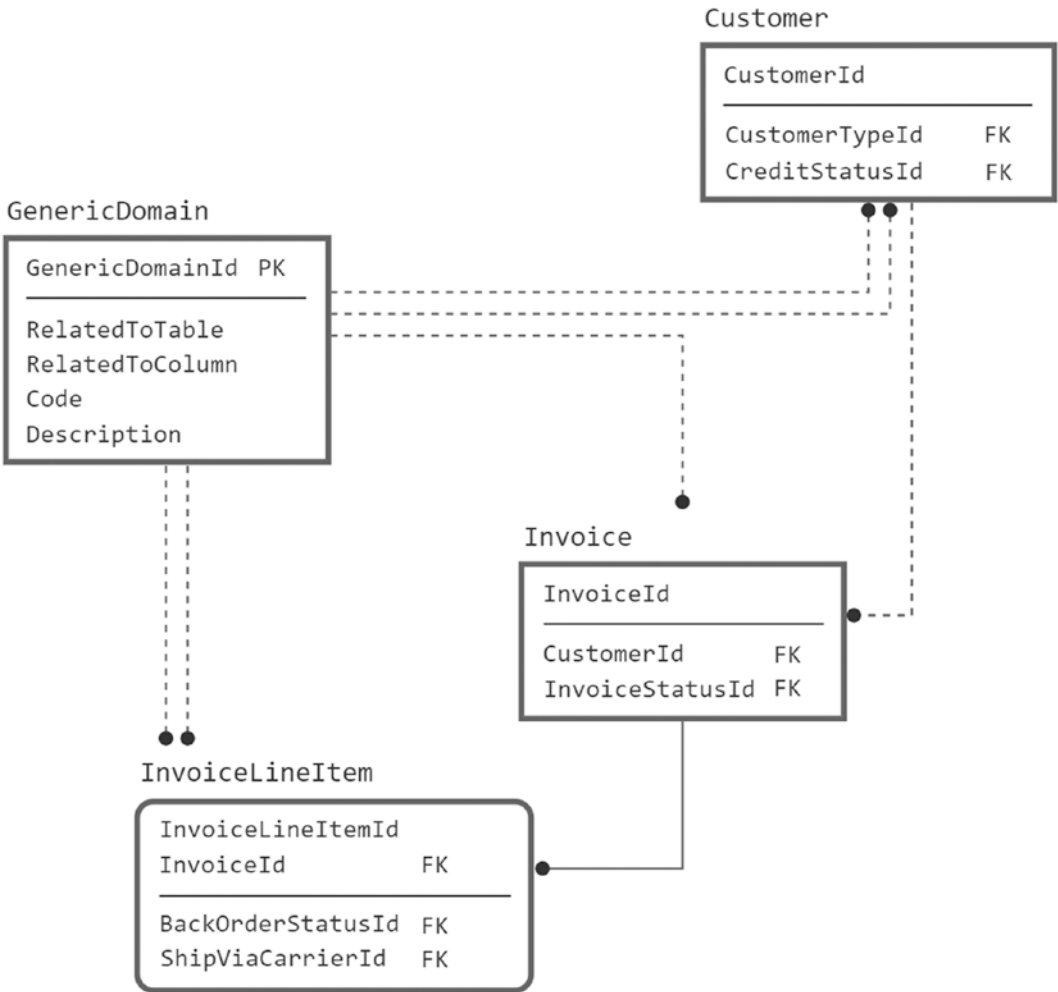 Customer
CustomerId
CustomerTypeId FK
CreditStatusId FK
GenericDomain
GenericDomainId PK
RelatedToTable
RelatedToColumn
Code
Description
Invoice
InvoiceId
CustomerId FK
InvoiceStatusId FK
InvoiceLineItem
InvoiceLineItemId
InvoiceId FK
BackOrderStatusId FK
ShipViaCarrierId FK